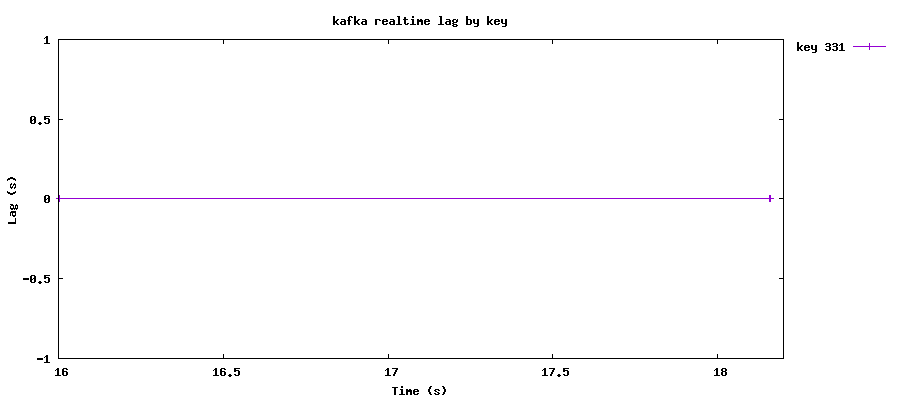 kafka realtime lag by key
key 331
1
0.5
0
-0.5
-1
Lag (s)
16 16.5 17 17.5 18
Time (s)